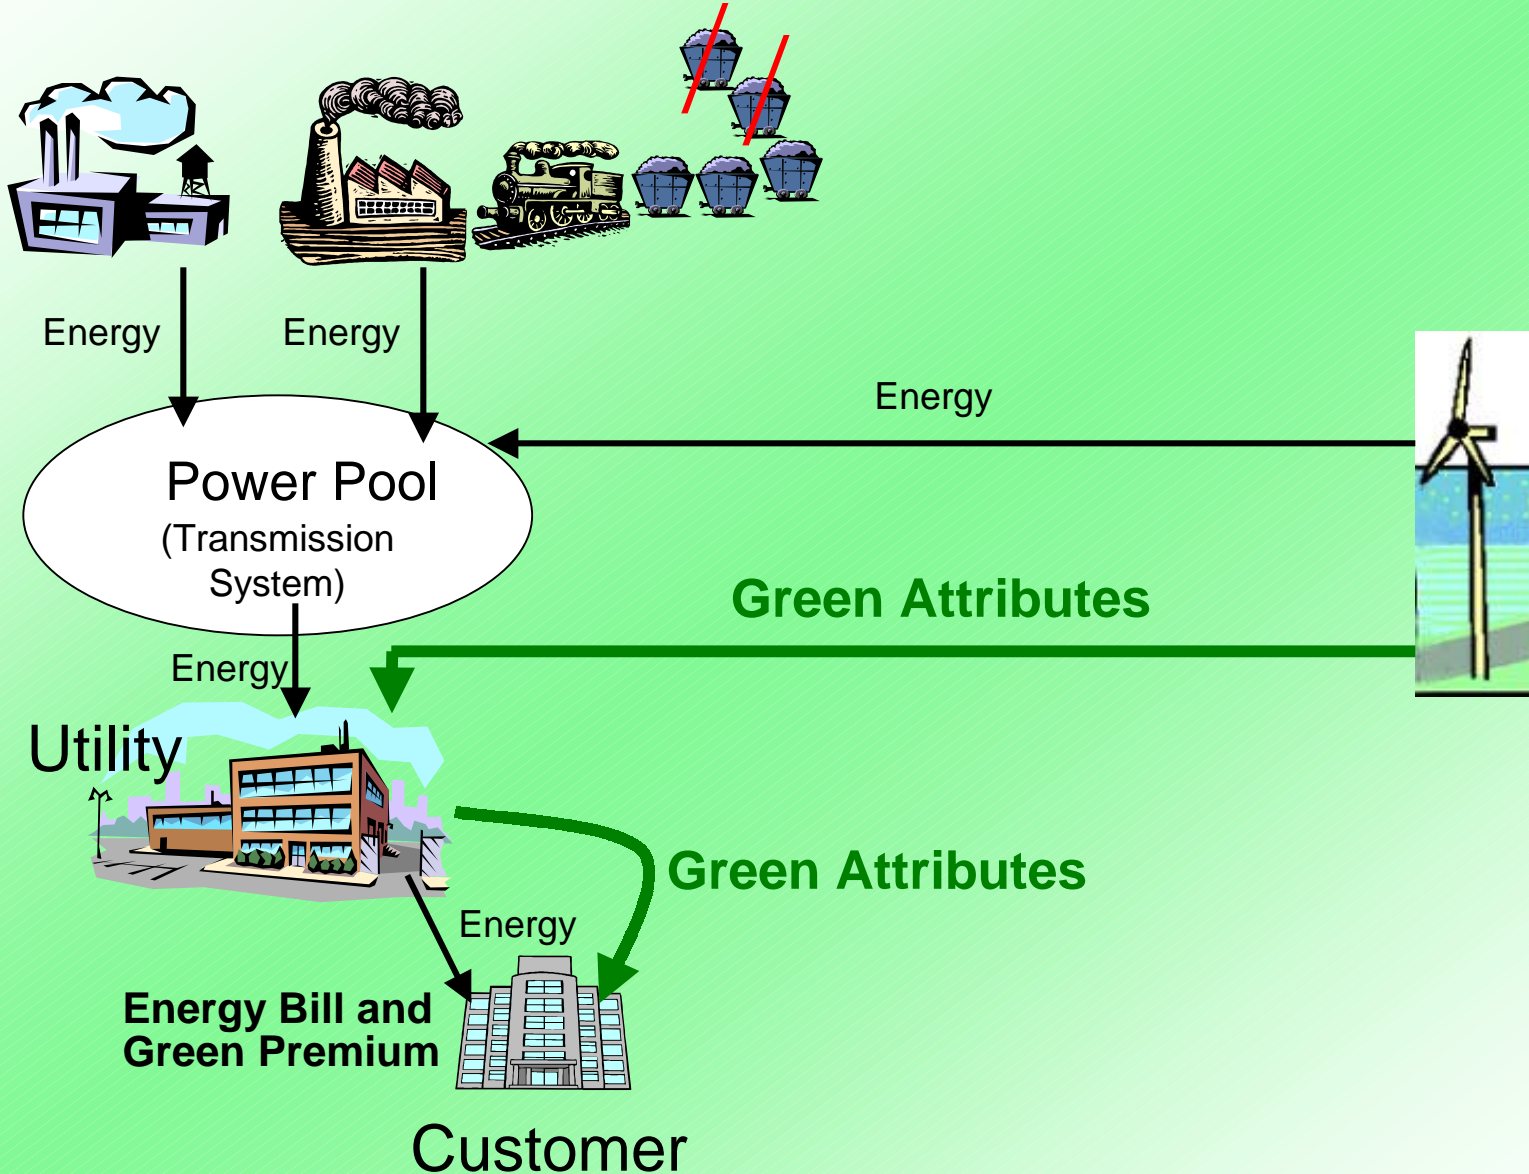 Energy
Energy
Energy
Power Pool
(Transmission
System)
Green Attributes
Energy
Utility
Green Attributes
Energy
Energy Bill and
Green Premium
Customer